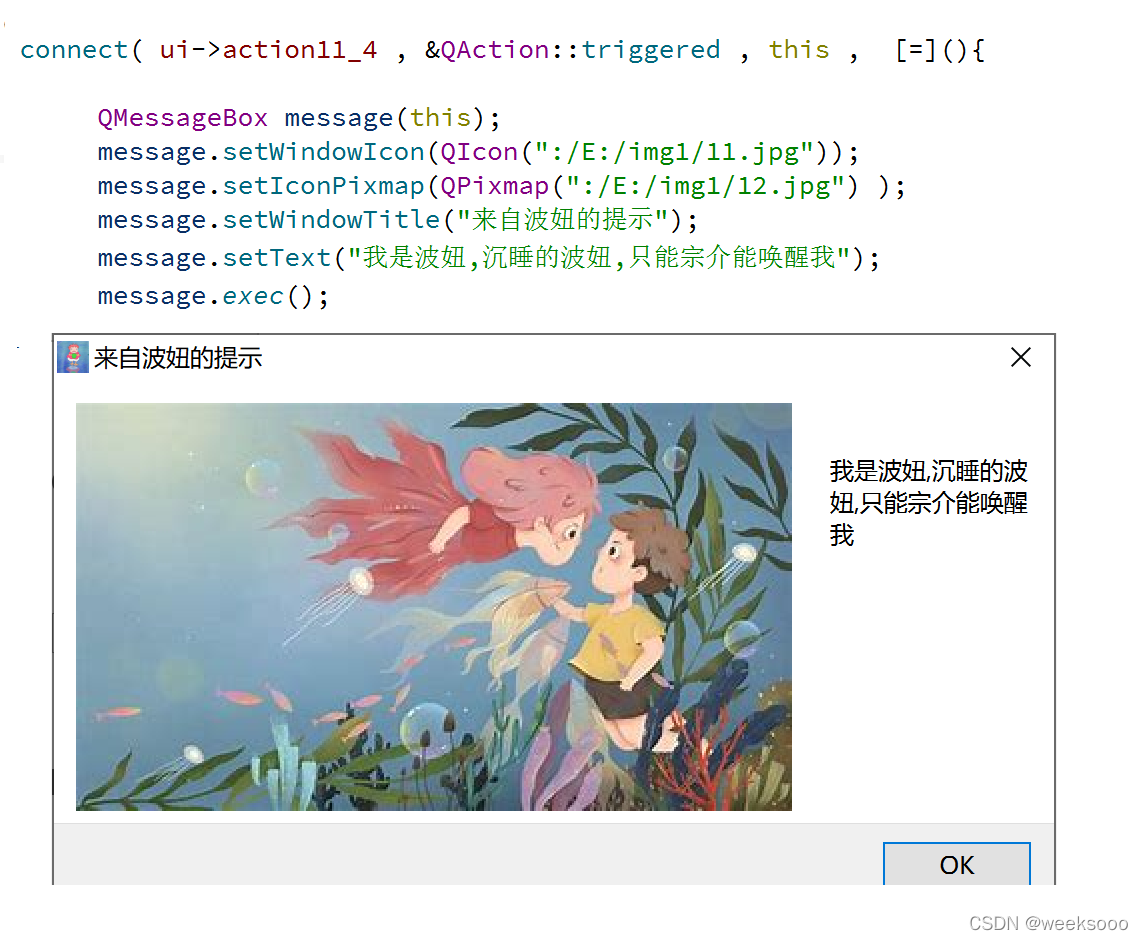 connect( ui->action11_4 , &QAction::triggered , this ,  [=](){
QMessageBox message(this);
message.setWindowIcon(QIcon(":/E:/img1/11.jpg"));
message.setIconPixmap(QPixmap(":/E:/img1/12.jpg") );
message.setWindowTitle("来自波妞的提示");
message.setText("我是波妞,沉睡的波妞,只能宗介能唤醒我");
message.exec();
来自波妞的提示
我是波妞,沉睡的波
妞,只能宗介能唤醒
我
OK
CSDN @weeksooo